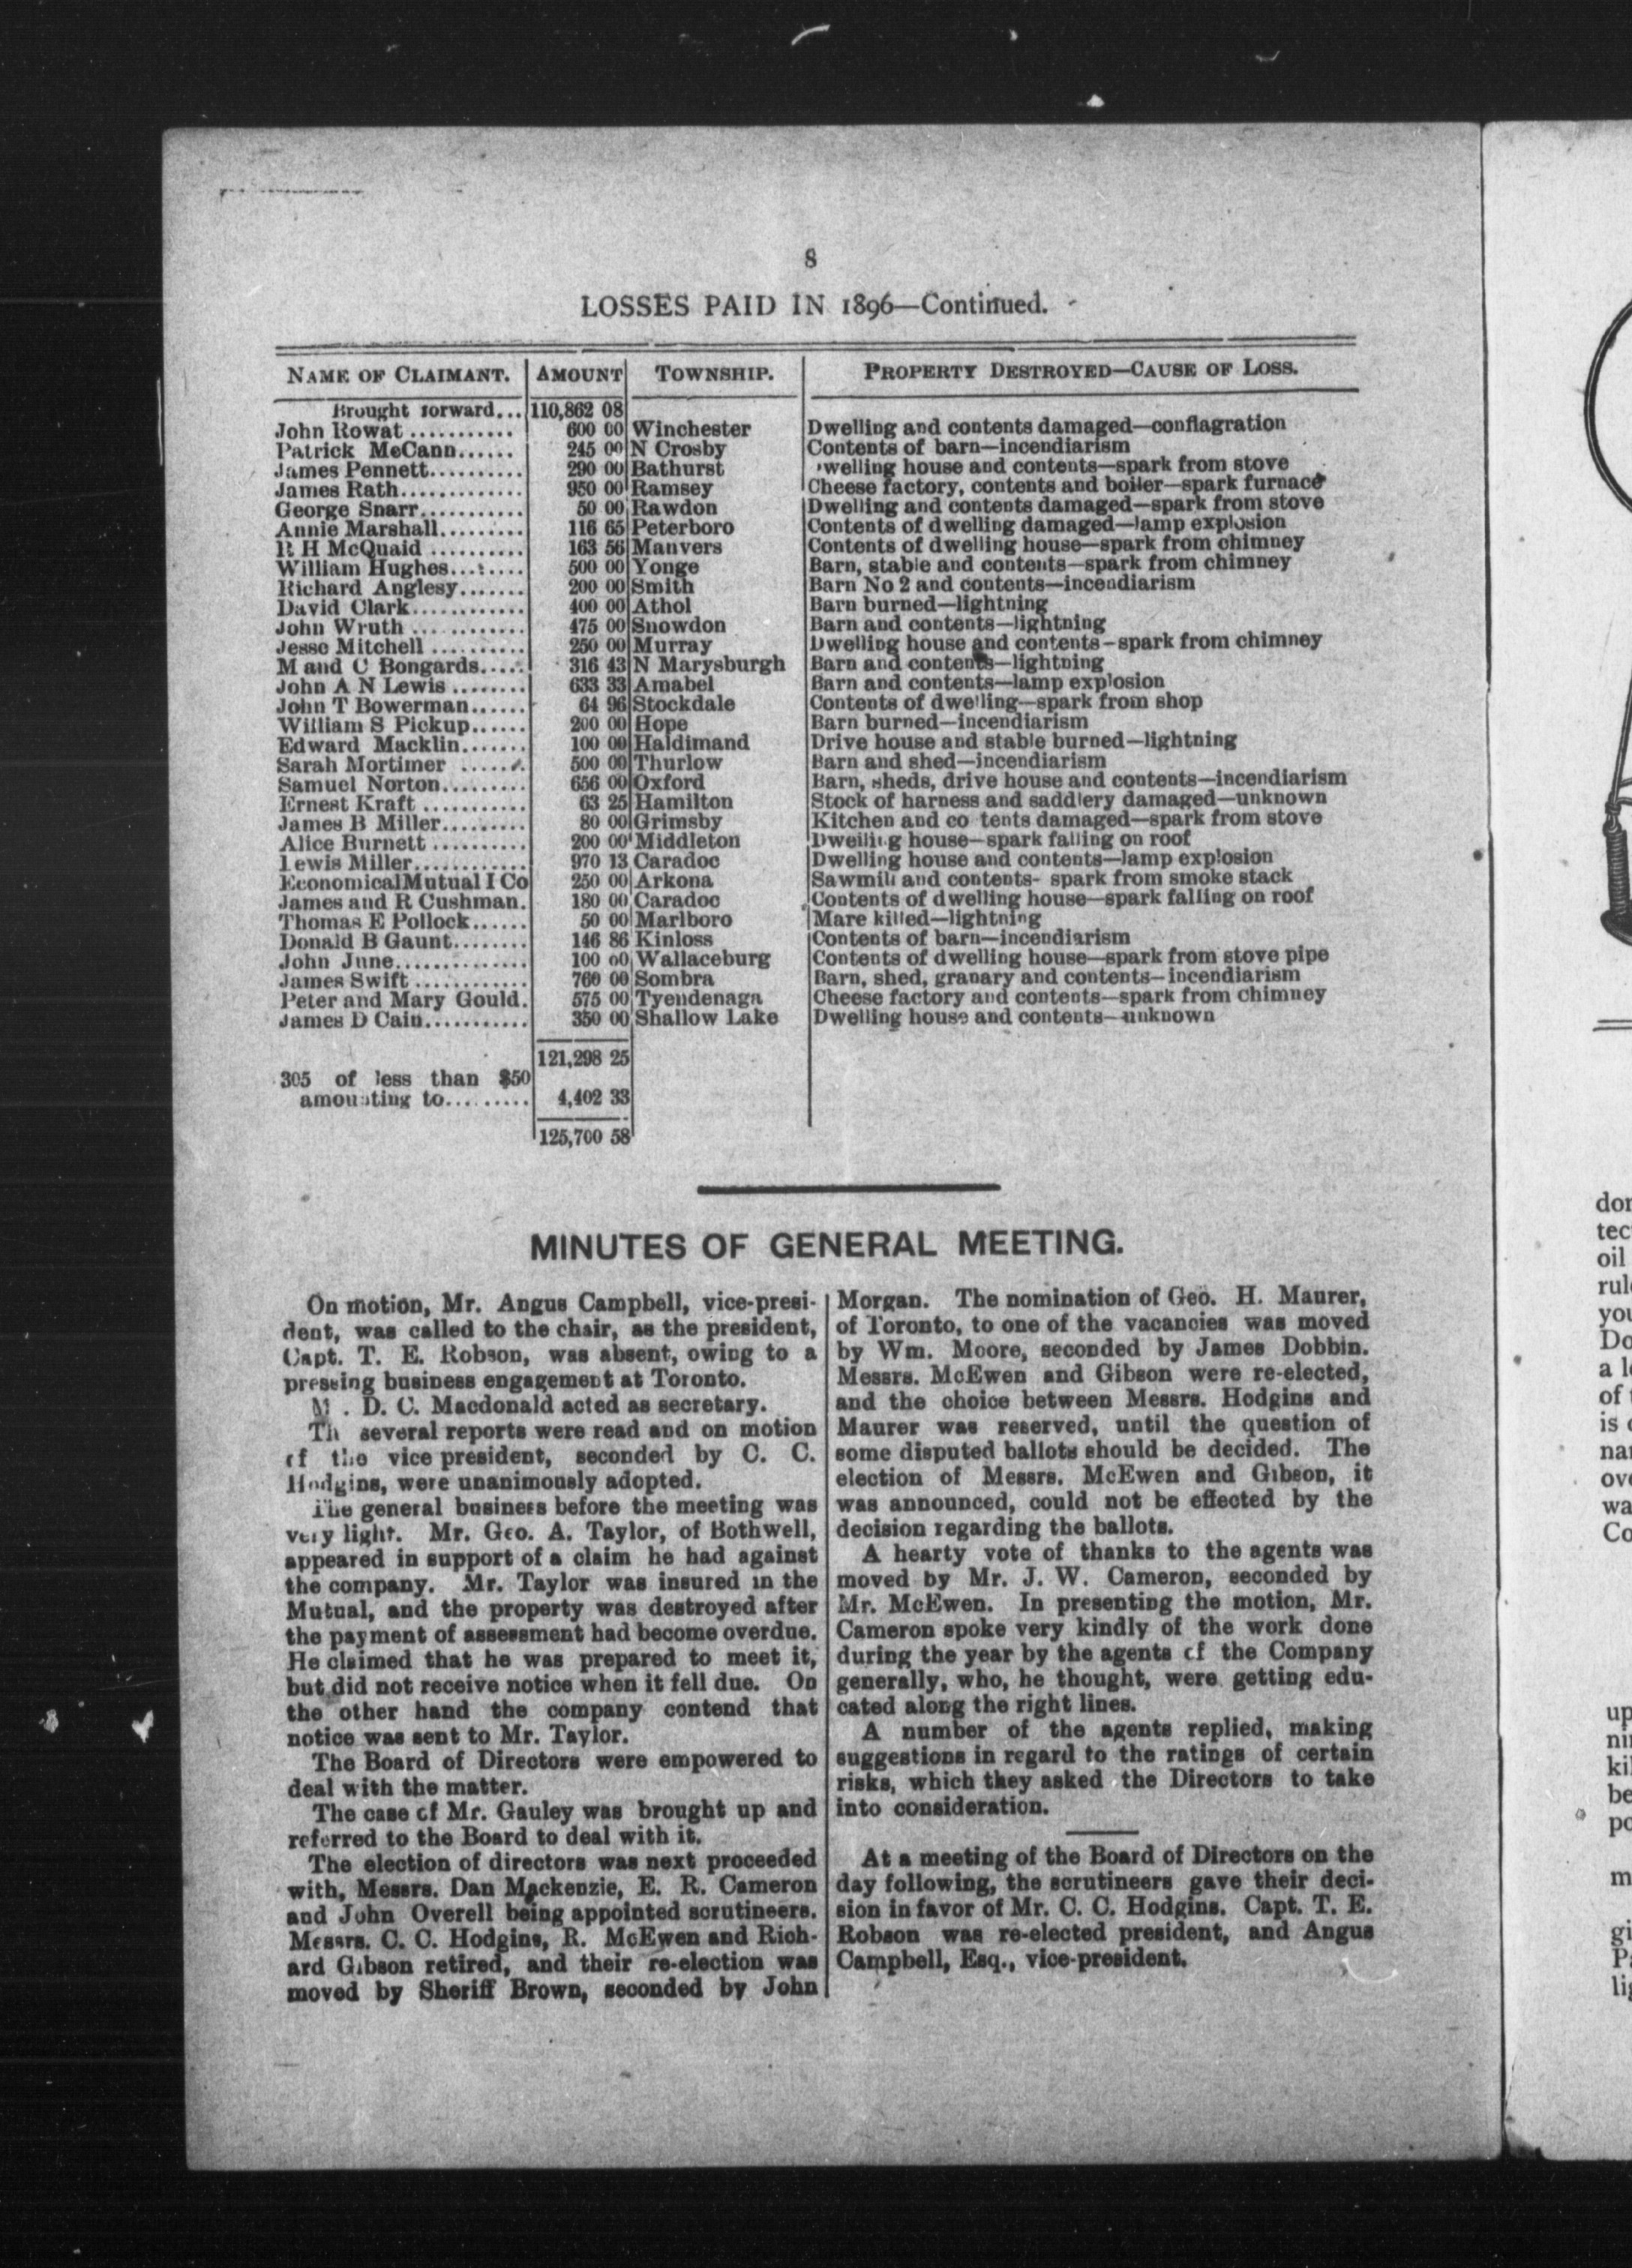 8
LOSSES PAID IN 1896—Continued.
NAME OF CLAIMANT. AMOUNT TOWNSHIP. PROPERTY DESTROYED—CAUSE OF LOSS.
Brought forward... 110,862 08
John Rowat ........... 600 00 Winchester Dwelling and contents damaged—conflagration
Patrick McCann...... 245 00 N Crosby Contents of barn—incendiarism
James Pennett.......... 290 00 Bathurst welling house and contents—spark from stove
James Rath............. 950 00 Ramsey Cheese factory, contents and boiler—spark furnace
George Snarr........... 50 00 Rawdon Dwelling and contents damaged—spark from stove
Annie Marshall......... 116 65 Peterboro Contents of dwelling damaged—lamp explosion
R H McQuaid .......... 163 56 Manvers Contents of dwelling house—spark from chimney
William Hughes........ 500 00 Yonge Barn, stable and contents—spark from chimney
Richard Anglesy....... 200 00 Smith Barn No 2 and contents—incendiarism
David Clark............ 400 00 Athol Barn burned—lightning
John Wruth ............ 475 00 Snowdon Barn and contents—lightning
Jesse Mitchell .......... 250 00 Murray Dwelling house and contents-spark from chimney
M and C Bongards..... 316 43 N Marysburgh Barn and contents—lightning
John A N Lewis ........ 633 33 Amabel Barn and contents—lamp explosion
John T Bowerman...... 64 96 Stockdale Contents of dwelling—spark from shop
William S Pickup...... 200 00 Hope Barn burned—incendiarism
Edward Macklin....... 100 00 Haldimand Drive house and stable burned—lightning
Sarah Mortimer ...... 500 00 Thurlow Barn and shed—incendiarism
Samuel Norton......... 656 00 Oxford Barn, sheds, drive house and contents—incendiarism
Ernest Kraft ........... 63 25 Hamilton Stock of harness and saddlery damaged—unknown
James B Miller......... 80 00 Grimsby Kitchen and co tents damaged—spark from stove
Alice Burnett .......... 200 00 Middleton Dwelling house—spark falling on roof
Lewis Miller............ 970 13 Caradoc Dwelling house and contents—lamp explosion
Economical Mutual I Co 250 00 Arkona Sawmill and contents- spark from smoke stack
James and R Cushman. 180 00 Caradoc Contents of dwelling house—spark falling on roof
Thomas E Pollock...... 50 00 Marlboro Mare killed—lightning
Donald B Gaunt........ 146 86 Kinloss Contents of barn—incendiarism
John June.............. 100 00 Wallaceburg Contents of dwelling house—spark from stove pipe
James Swift ............ 760 00 Sombra Barn, shed, granary and contents—incendiarism
Peter and Mary Gould. 575 00 Tyendenaga Cheese factory and contents—spark from chimney
James D Cain........... 350 00 Shallow Lake Dwelling house and contents—unknown
121,298 25
305 of less than $50
amounting to......... 4,402 33
125,700 58
MINUTES OF GENERAL MEETING.
On motion, Mr. Angus Campbell, vice-presi-
dent, was called to the chair, as the president,
Capt. T. E. Robson, was absent, owing to a
pressing business engagement at Toronto.
M . D. C. Macdonald acted as secretary.
Th several reports were read and on motion
of the vice president, seconded by C. C.
Hodgins, were unanimously adopted.
The general business before the meeting was
very light. Mr. Geo. A. Taylor, of Bothwell,
appeared in support of a claim he had against
the company. Mr. Taylor was insured in the
Mutual, and the property was destroyed after
the payment of assessment had become overdue.
He claimed that he was prepared to meet it,
but did not receive notice when it fell due. On
the other hand the company contend that
notice was sent to Mr. Taylor.
The Board of Directors were empowered to
deal with the matter.
The case of Mr. Gauley was brought up and
referred to the Board to deal with it.
The election of directors was next proceeded
with, Messrs. Dan Mackenzie, E. R. Cameron
and John Overell being appointed scrutineers.
Messrs. C. C. Hodgins, R. McEwen and Rich-
ard Gibson retired, and their re-election was
moved by Sheriff Brown, seconded by John
Morgan. The nomination of Geo. H. Maurer,
of Toronto, to one of the vacancies was moved
by Wm. Moore, seconded by James Dobbin.
Messrs. McEwen and Gibson were re-elected,
and the choice between Messrs. Hodgins and
Maurer was reserved, until the question of
some disputed ballots should be decided. The
election of Messrs. McEwen and Gibson, it
was announced, could not be effected by the
decision regarding the ballots.
A hearty vote of thanks to the agents was
moved by Mr. J. W. Cameron, seconded by
Mr. McEwen. In presenting the motion, Mr.
Cameron spoke very kindly of the work done
during the year by the agents of the Company
generally, who, he thought, were getting edu-
cated along the right lines.
A number of the agents replied, making
suggestions in regard to the ratings of certain
risks, which they asked the Directors to take
into consideration.
At a meeting of the Board of Directors on the
day following, the scrutineers gave their deci-
sion in favor of Mr. C. C. Hodgins. Capt. T. E.
Robson was re-elected president, and Angus
Campbell, Esq., vice-president.